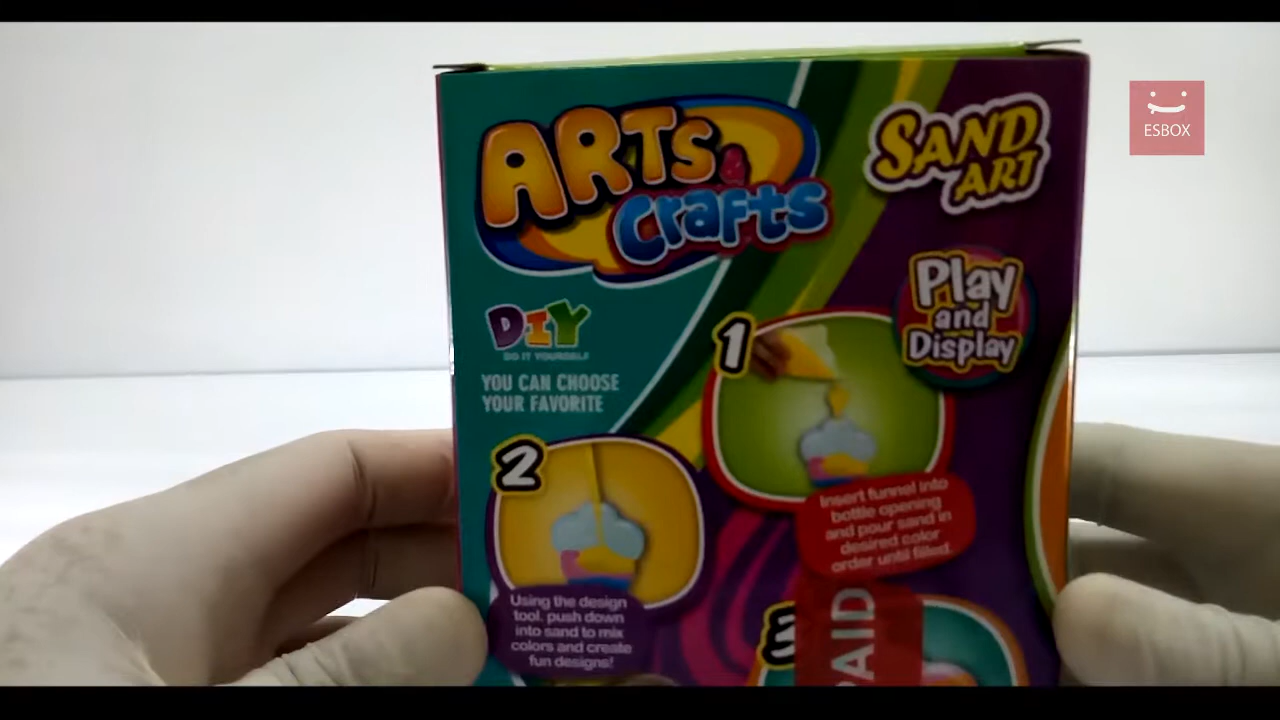 ARTS &
Crafts
SAND
ART
ESBOX
Play
and
Display
DIY
DO IT YOURSELF
YOU CAN CHOOSE
YOUR FAVORITE
1
Insert funnel into
bottle opening
and pour sand in
desired color
order until filled.
2
Using the design
tool, push down
into sand to mix
colors and create
fun designs!
3
PAID